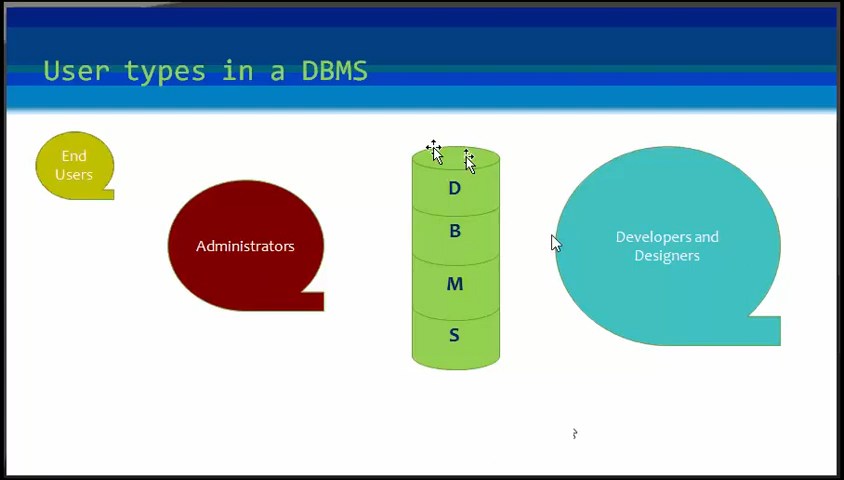 User types in a DBMS
End
Users
Administrators
D
B
M
S
Developers and
Designers